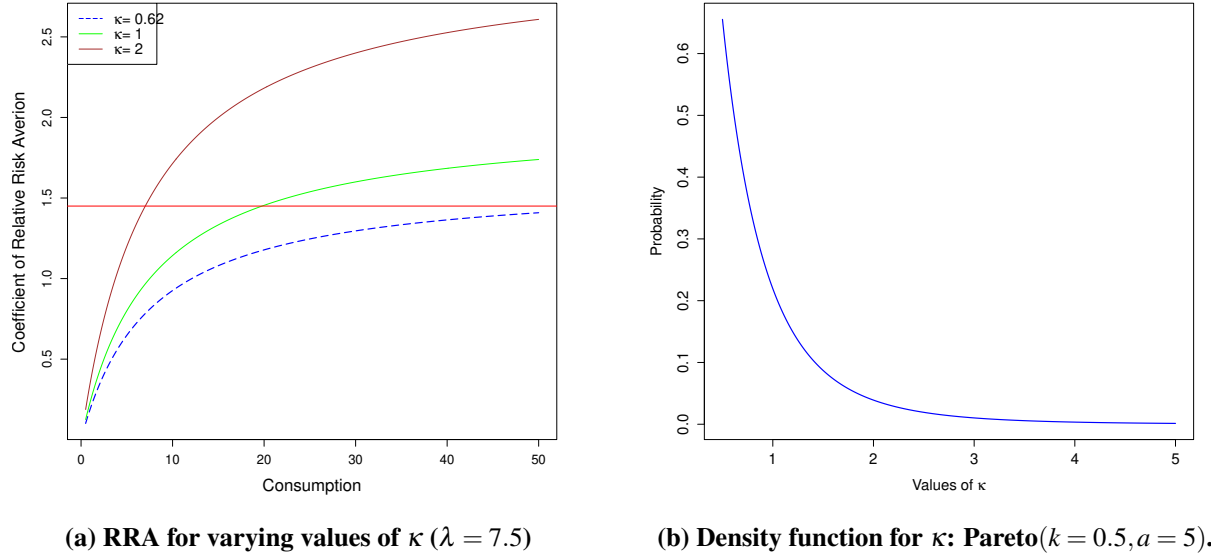 κ= 0.62
κ= 1
κ= 2
Coefficient of Relative Risk Averion
0.5
1.0
1.5
2.0
2.5
0
10
20
30
40
50
Consumption
(a) RRA for varying values of κ (λ = 7.5)
Probability
0.0
0.1
0.2
0.3
0.4
0.5
0.6
1
2
3
4
5
Values of κ
(b) Density function for κ: Pareto(k = 0.5, a = 5).